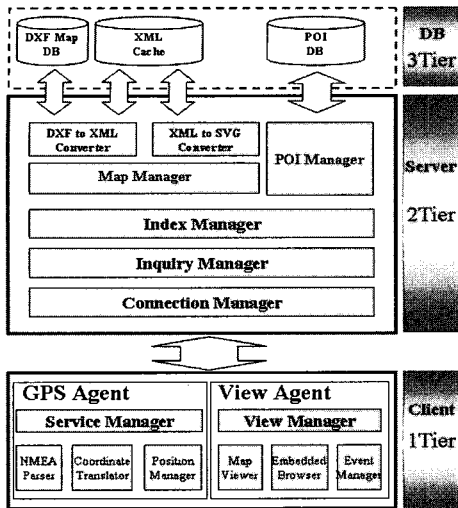 DXF Map
DB
XML
Cache
POI
DB
DB
3Tier
DXF to XML
Converter
XML to SVG
Converter
POI Manager
Map Manager
Index Manager
Inquiry Manager
Connection Manager
Server
2Tier
GPS Agent
Service Manager
NMEA
Parser
Coordinate
Translator
Position
Manager
View Agent
View Manager
Map
Viewer
Embedded
Browser
Event
Manager
Client
1Tier